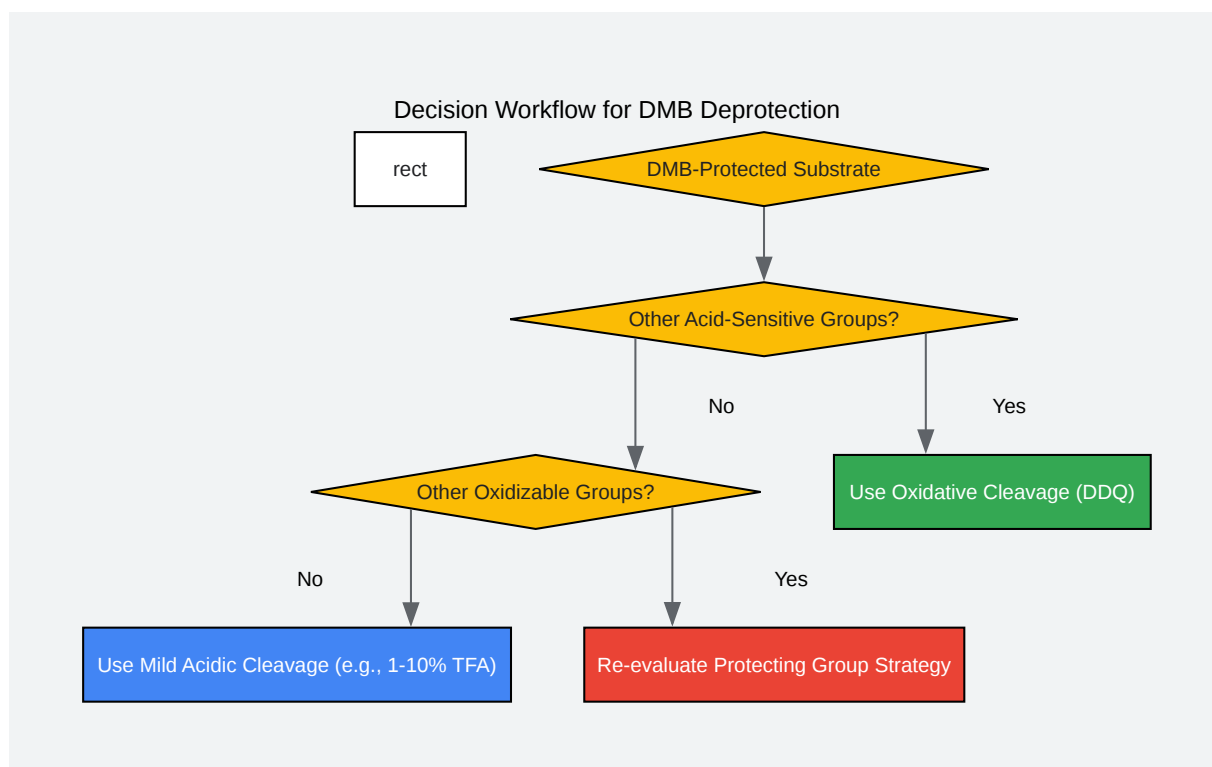 Decision Workflow for DMB Deprotection
rect
DMB-Protected Substrate
Other Acid-Sensitive Groups?
No
Yes
Other Oxidizable Groups?
Use Oxidative Cleavage (DDQ)
No
Yes
Use Mild Acidic Cleavage (e.g., 1-10% TFA)
Re-evaluate Protecting Group Strategy